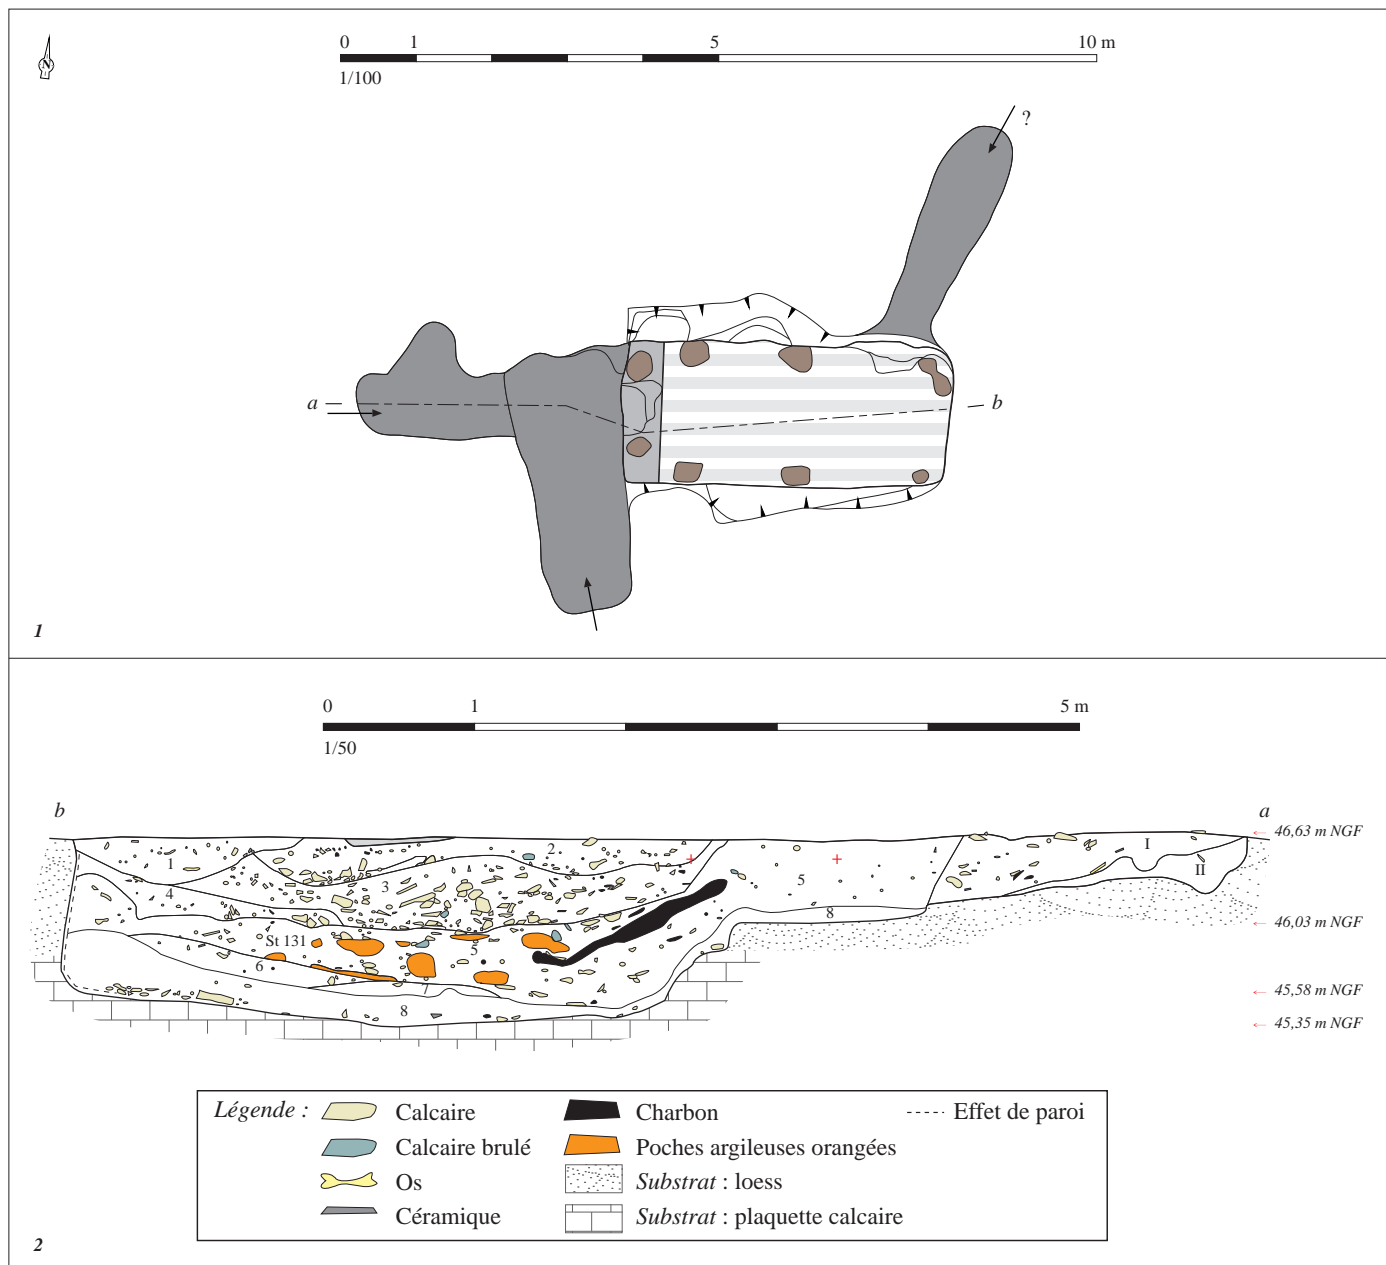 N
0 1 5 10 m
1/100
?
a
b
1
0 1 5 m
1/50
b
a
46,63 m NGF
1
2
I
II
3
5
4
8
46,03 m NGF
St 131
5
6
7
45,58 m NGF
8
45,35 m NGF
Légende :
Calcaire
Charbon
Effet de paroi
Calcaire brulé
Poches argileuses orangées
Os
Substrat : loess
Céramique
Substrat : plaquette calcaire
2